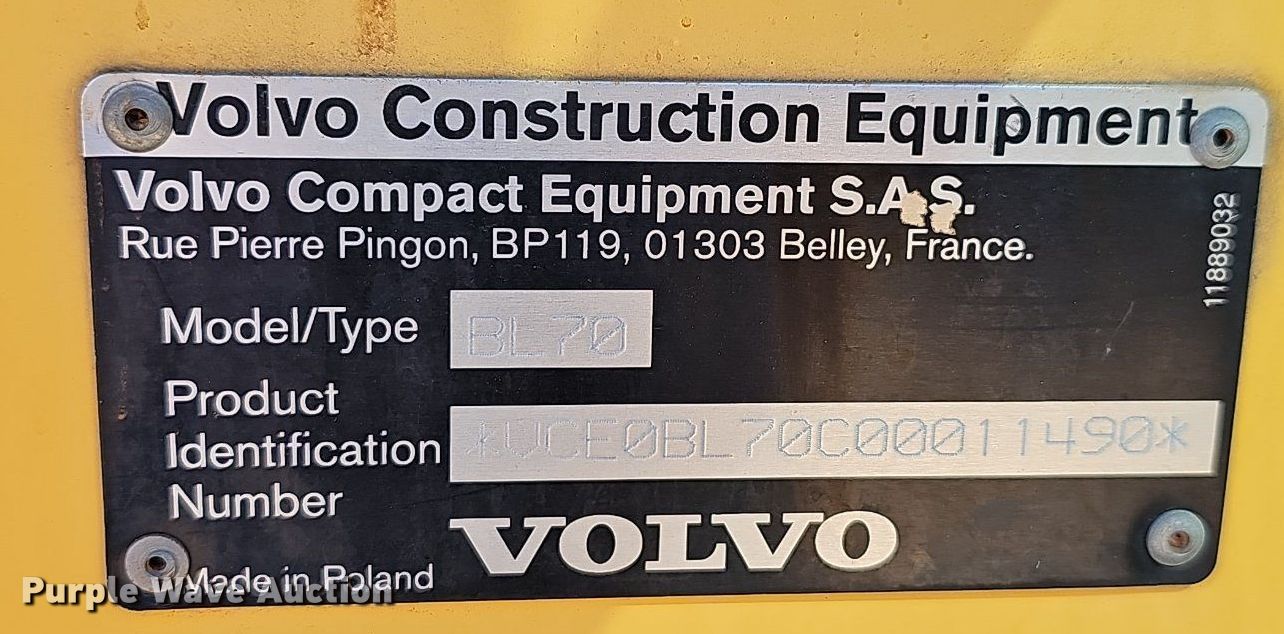 Volvo Construction Equipment
Volvo Compact Equipment S.A.S.
Rue Pierre Pingon, BP119, 01303 Belley, France.
11889032
Model/Type BL70
Product
Identification
Number
*VCE0BL70C00011490*
VOLVO
Made in Poland
Purple Wave Auction